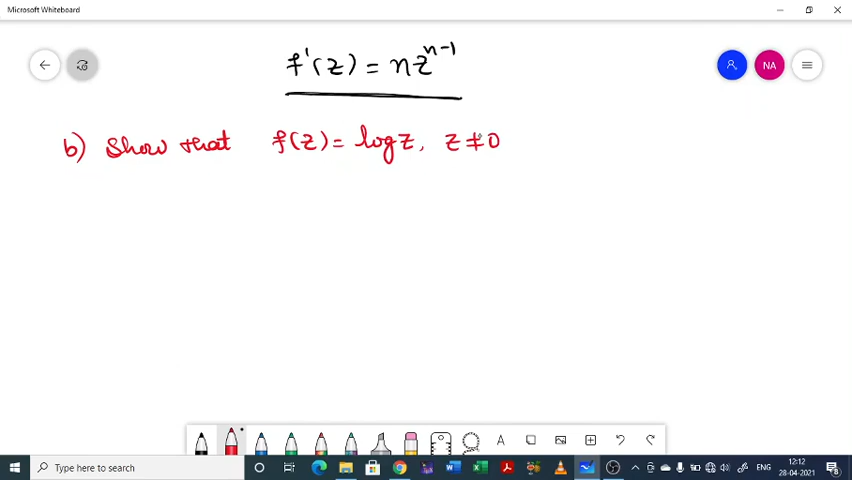 Microsoft Whiteboard
f'(z) = nz^{n-1}
NA
b) Show that f(z) = log z, z ≠ 0
A
Type here to search
ENG
12:12
28-04-2021
8